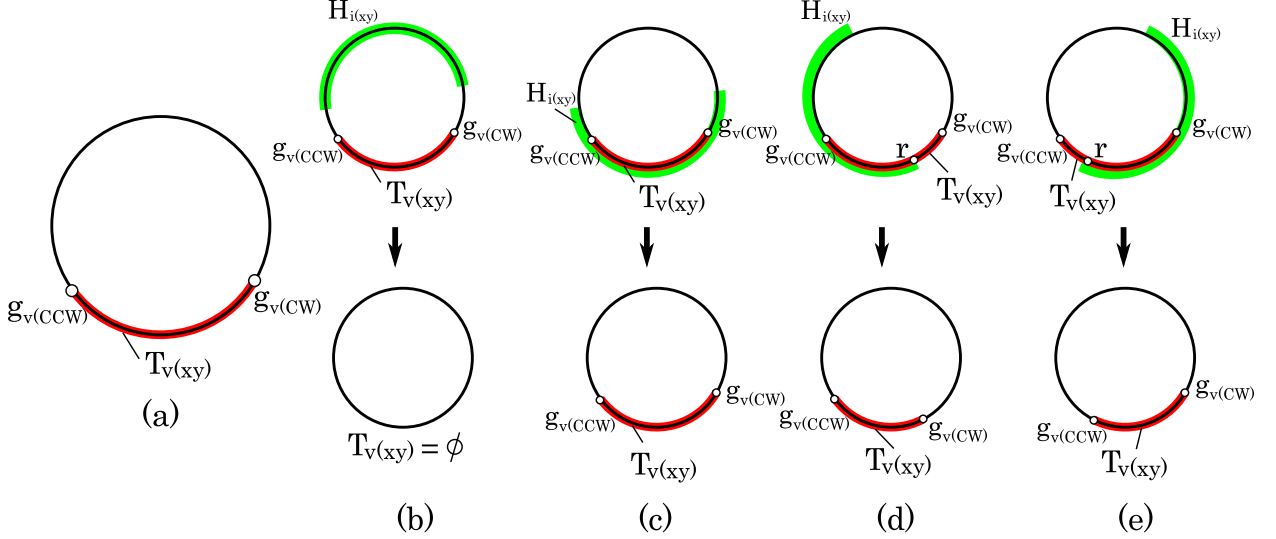 g_v(CCW)
g_v(CW)
T_v(xy)
(a)
H_i(xy)
g_v(CCW)
g_v(CW)
T_v(xy)
T_v(xy) = ϕ
(b)
H_i(xy)
g_v(CCW)
g_v(CW)
T_v(xy)
g_v(CCW)
g_v(CW)
T_v(xy)
(c)
H_i(xy)
g_v(CCW)
g_v(CW)
r
T_v(xy)
g_v(CCW)
g_v(CW)
T_v(xy)
(d)
H_i(xy)
g_v(CCW)
g_v(CW)
r
T_v(xy)
g_v(CCW)
g_v(CW)
T_v(xy)
(e)